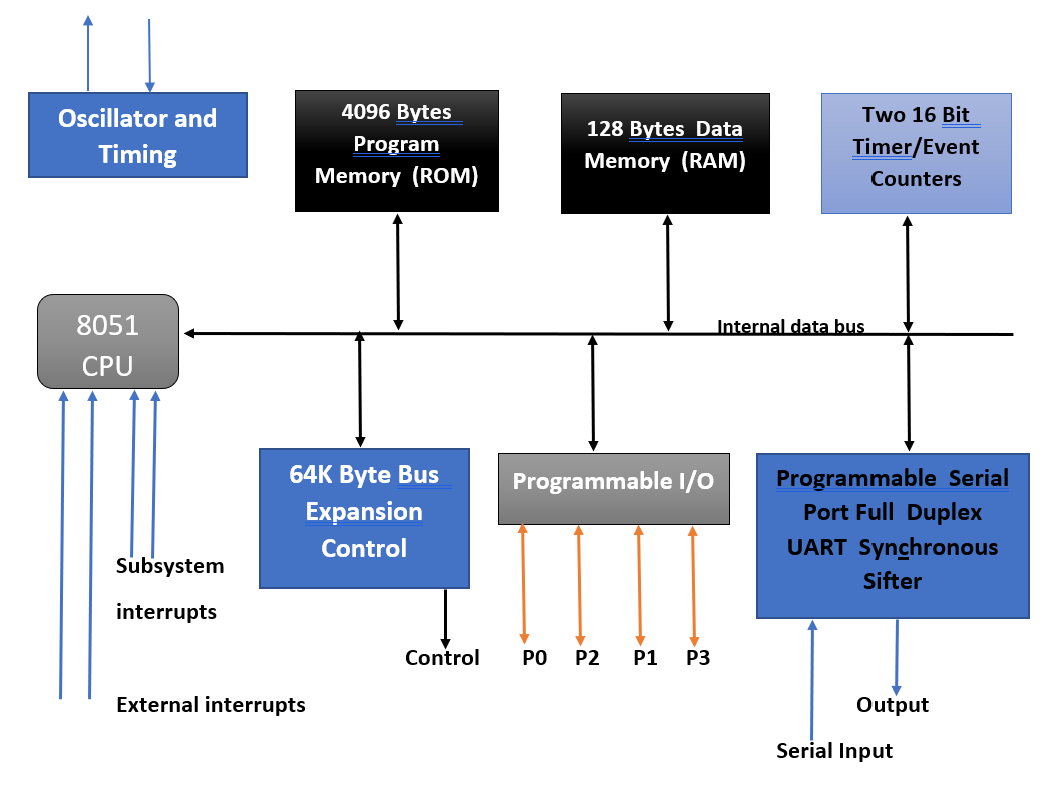 Oscillator and
Timing
4096 Bytes
Program
Memory (ROM)
128 Bytes Data
Memory (RAM)
Two 16 Bit
Timer/Event
Counters
8051
CPU
Internal data bus
64K Byte Bus
Expansion
Control
Programmable I/O
Programmable Serial
Port Full Duplex
UART Synchronous
Sifter
Subsystem
interrupts
External interrupts
Control
P0
P2
P1
P3
Output
Serial Input